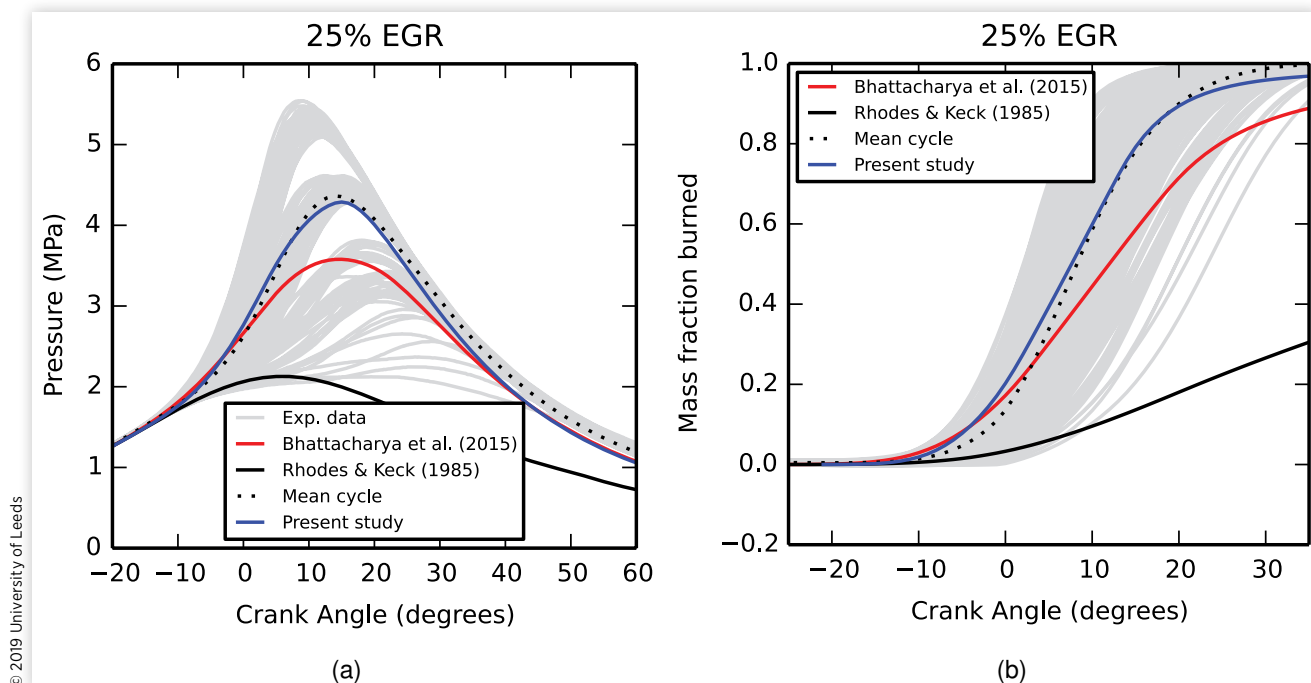 25% EGR
6
5
4
3
2
1
0
Pressure (MPa)
Exp. data
Bhattacharya et al. (2015)
Rhodes & Keck (1985)
Mean cycle
Present study
−20 −10 0 10 20 30 40 50 60
Crank Angle (degrees)
(a)
25% EGR
1.0
0.8
0.6
0.4
0.2
0.0
−0.2
Mass fraction burned
Bhattacharya et al. (2015)
Rhodes & Keck (1985)
Mean cycle
Present study
−20 −10 0 10 20 30
Crank Angle (degrees)
(b)
© 2019 University of Leeds